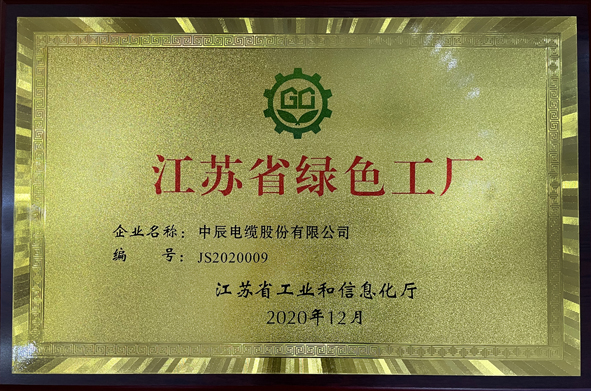 GC
江苏省绿色工厂
企业名称：中辰电缆股份有限公司
编　　号：JS2020009
江苏省工业和信息化厅
2020年12月